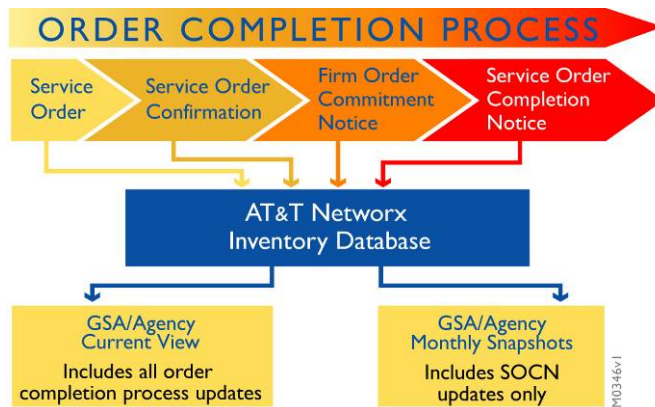 ORDER COMPLETION PROCESS
Service
Order
Service Order
Confirmation
Firm Order
Commitment
Notice
Service Order
Completion
Notice
AT&T Networx
Inventory Database
GSA/Agency
Current View
Includes all order
completion process updates
GSA/Agency
Monthly Snapshots
Includes SOCN
updates only
M0346v1